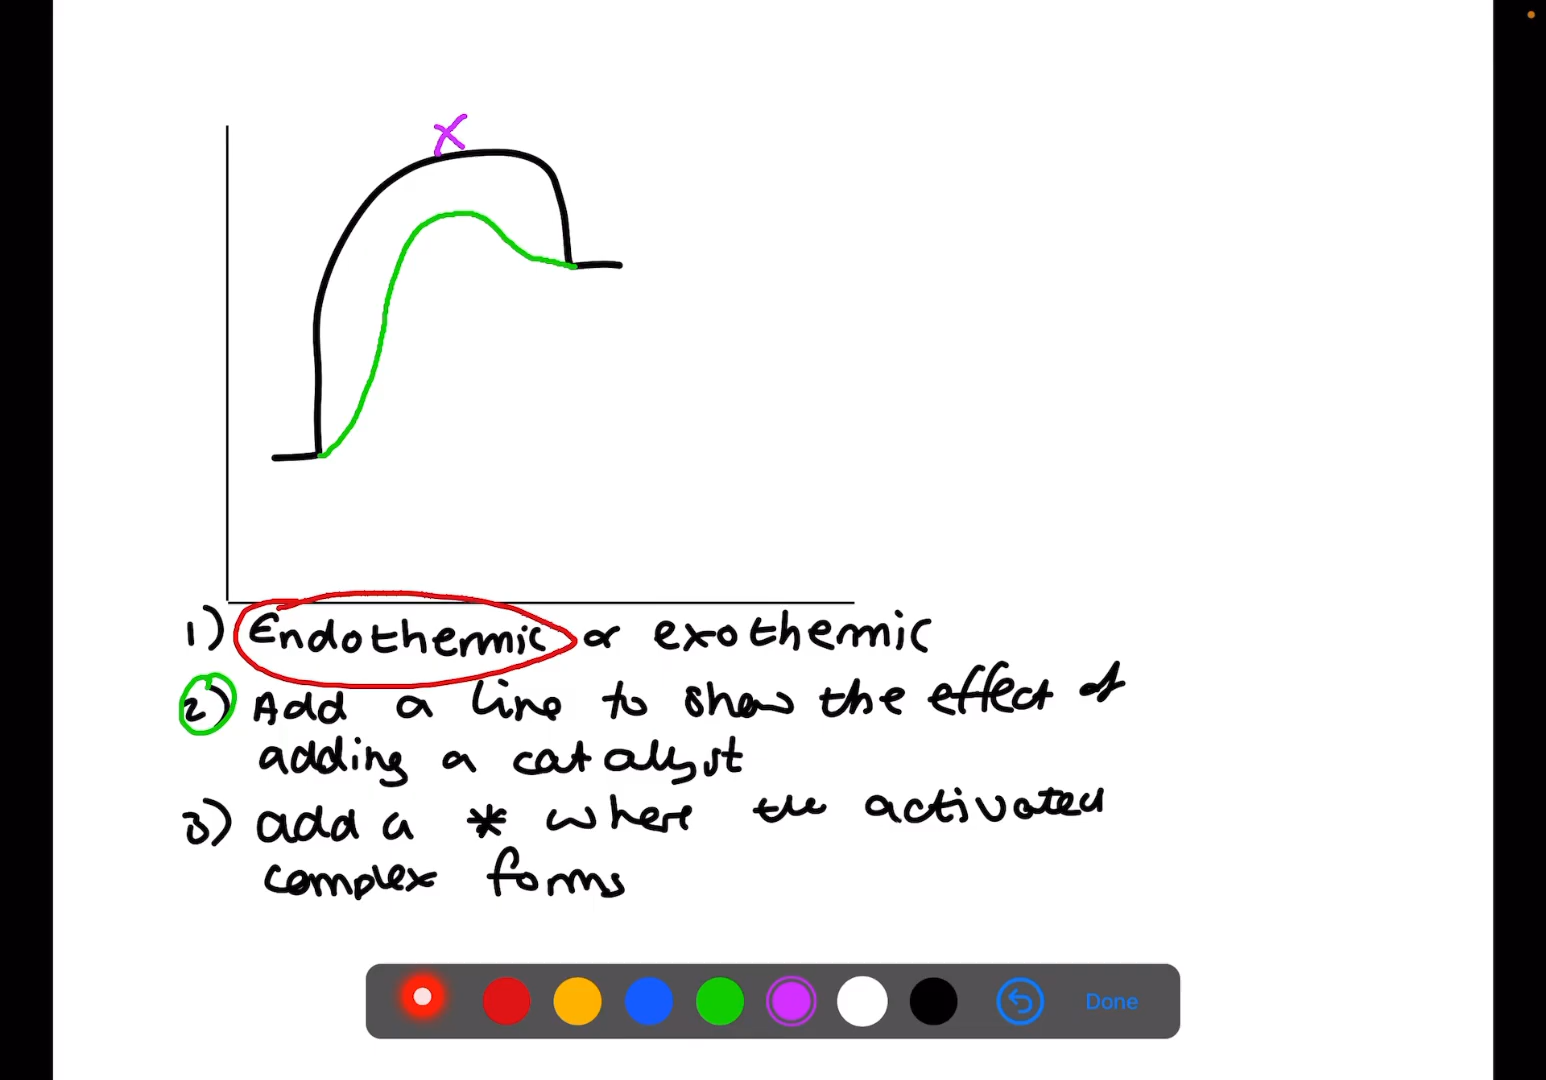 x
1) Endothermic or exothermic
2) Add a line to show the effect of
adding a catalyst
3) add a * where the activated
complex forms
Done